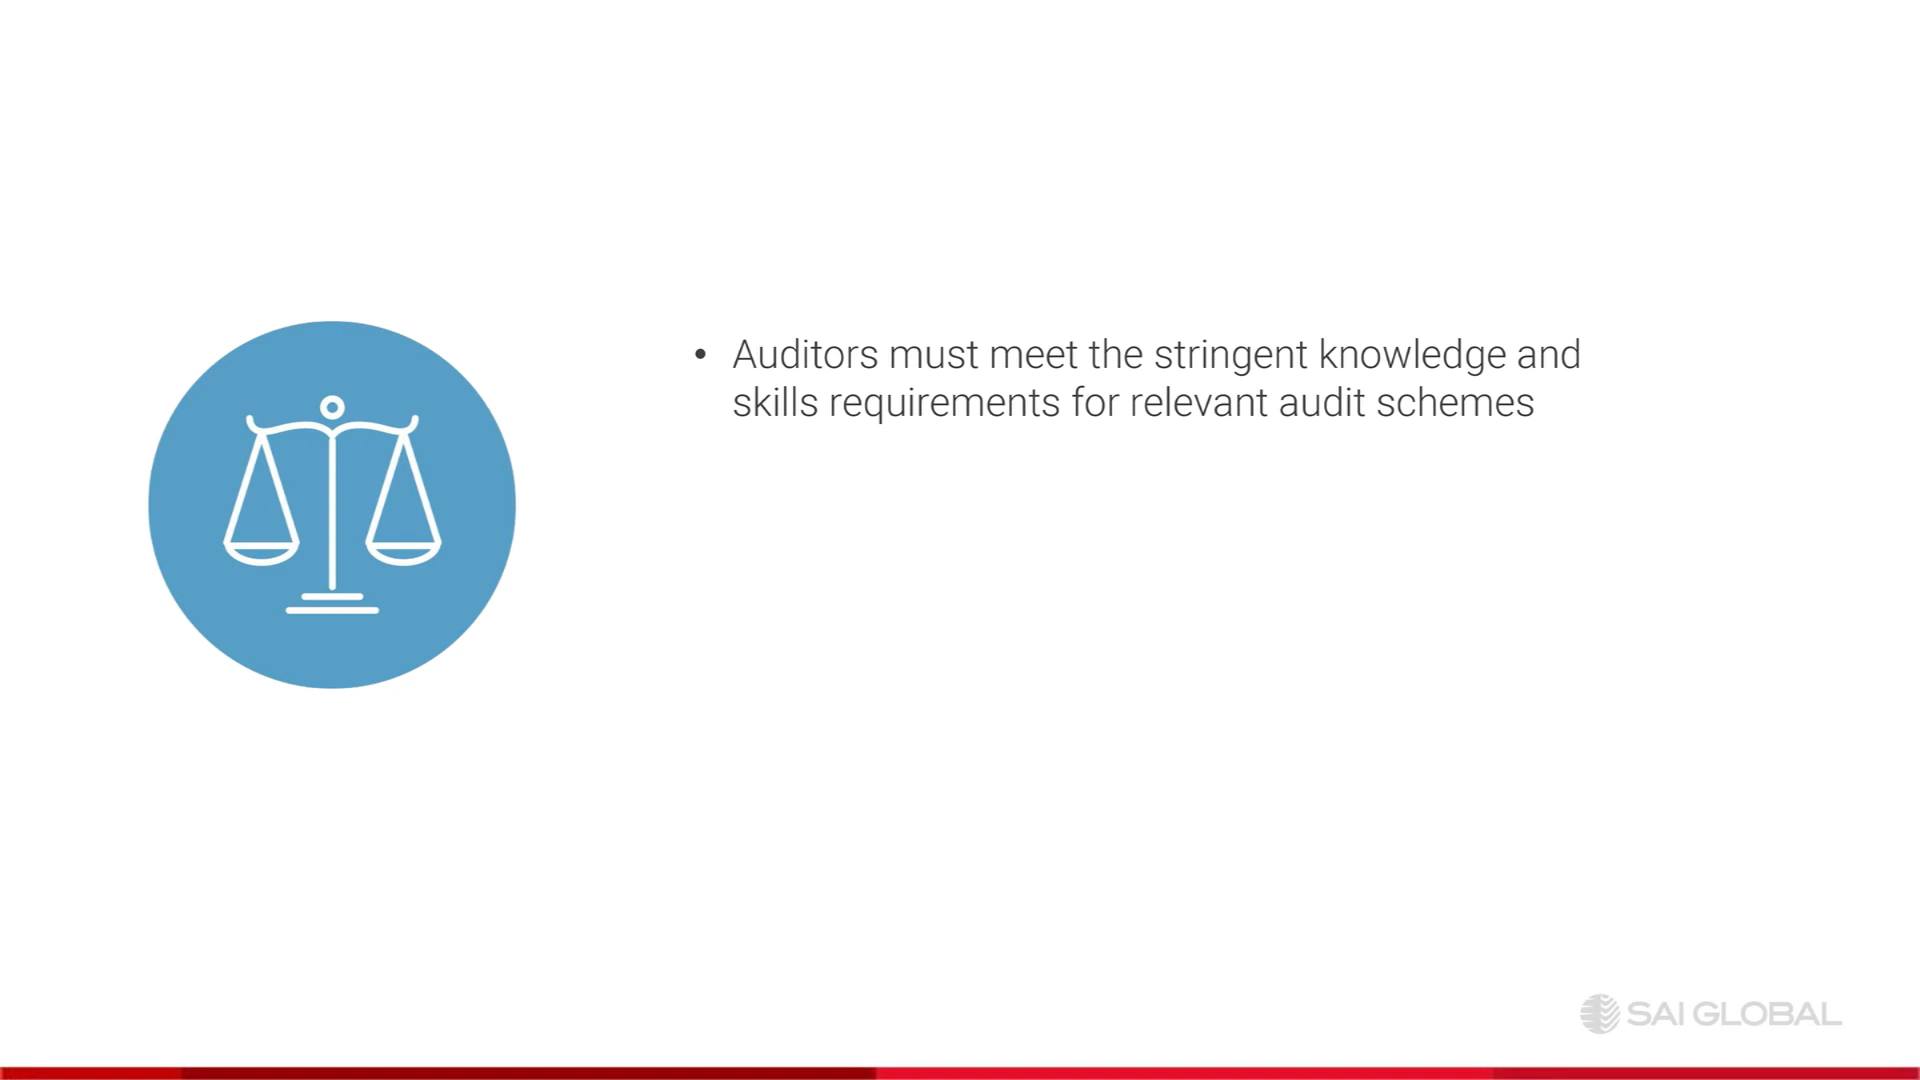 • Auditors must meet the stringent knowledge and
skills requirements for relevant audit schemes
SAI GLOBAL